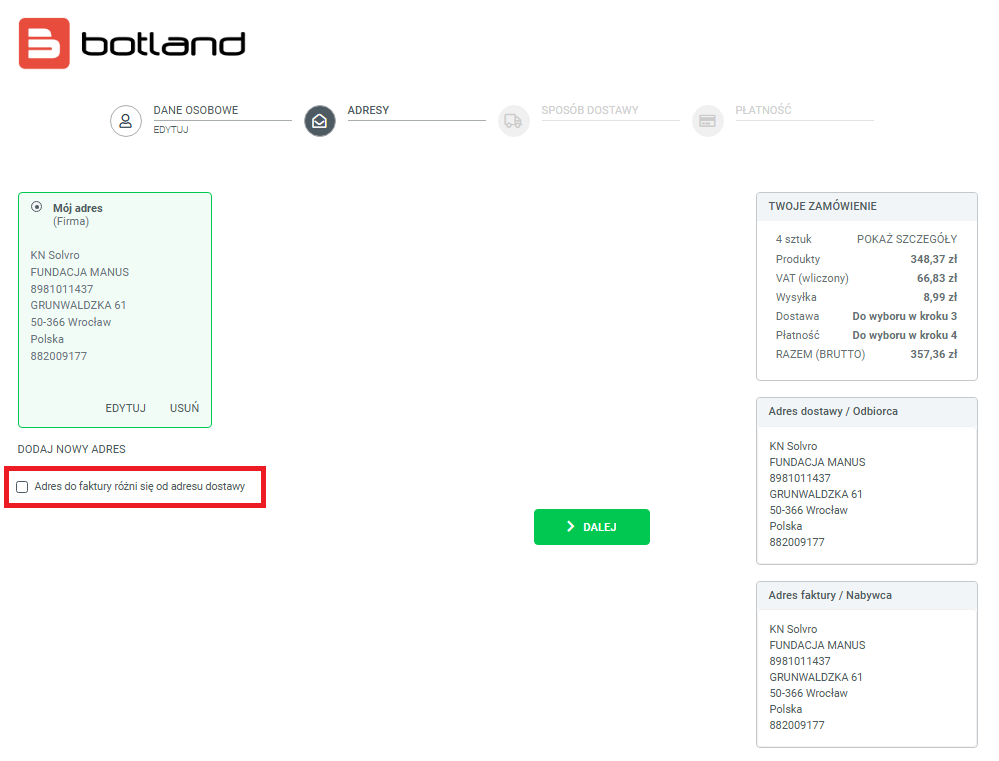 botland
DANE OSOBOWE
EDYTUJ
ADRESY
SPOSÓB DOSTAWY
PŁATNOŚĆ
Mój adres
(Firma)
KN Solvro
FUNDACJA MANUS
8981011437
GRUNWALDZKA 61
50-366 Wrocław
Polska
882009177
EDYTUJ USUŃ
DODAJ NOWY ADRES
Adres do faktury różni się od adresu dostawy
DALEJ
TWOJE ZAMÓWIENIE
4 sztuk POKAŻ SZCZEGÓŁY
Produkty 348,37 zł
VAT (wliczony) 66,83 zł
Wysyłka 8,99 zł
Dostawa Do wyboru w kroku 3
Płatność Do wyboru w kroku 4
RAZEM (BRUTTO) 357,36 zł
Adres dostawy / Odbiorca
KN Solvro
FUNDACJA MANUS
8981011437
GRUNWALDZKA 61
50-366 Wrocław
Polska
882009177
Adres faktury / Nabywca
KN Solvro
FUNDACJA MANUS
8981011437
GRUNWALDZKA 61
50-366 Wrocław
Polska
882009177